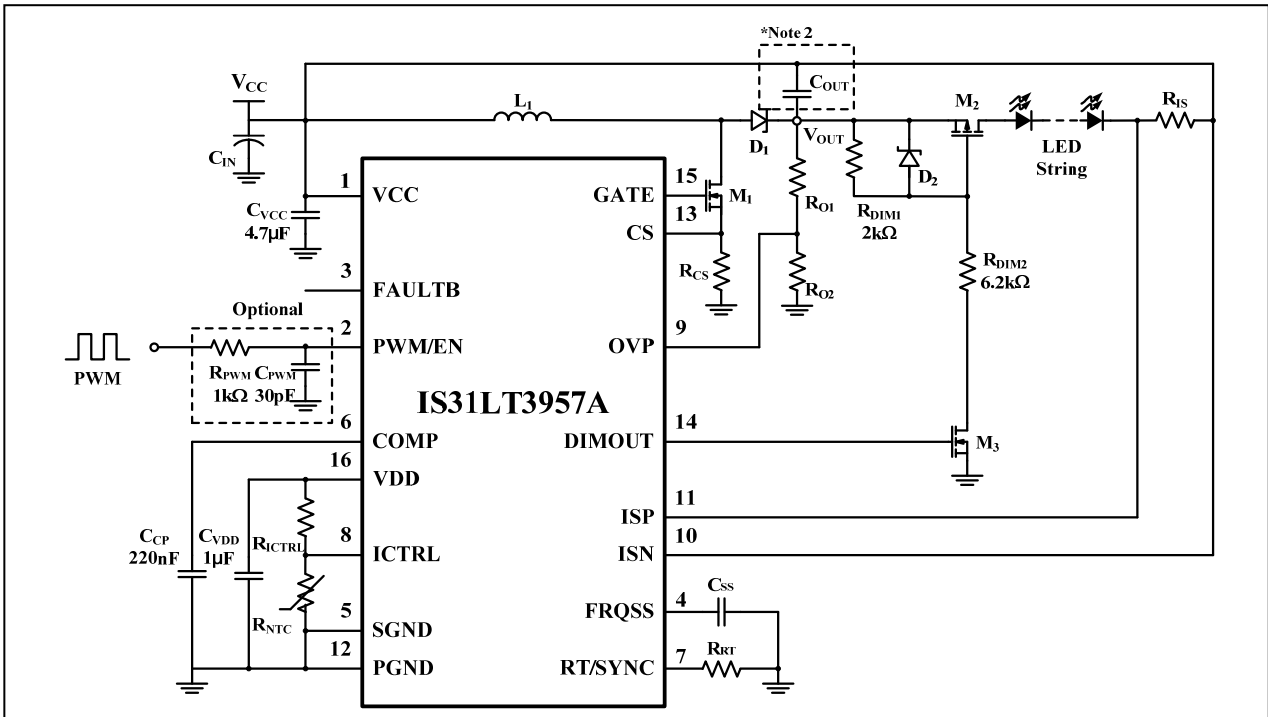 *Note 2
VCC
COUT
L1
M2
RIS
D1
VOUT
CIN
LED
String
D2
1
VCC
15
GATE
M1
RO1
CVCC
4.7µF
13
CS
RDIM1
2kΩ
RCS
RO2
RDIM2
6.2kΩ
3
FAULTB
Optional
2
PWM/EN
9
OVP
PWM
RPWM CPWM
1kΩ 30pF
IS31LT3957A
6
COMP
14
DIMOUT
M3
16
VDD
11
ISP
CCP
220nF
CVDD
1µF
RICTRL
8
ICTRL
10
ISN
CSS
4
FRQSS
RNTC
5
SGND
12
PGND
7
RT/SYNC
RRT